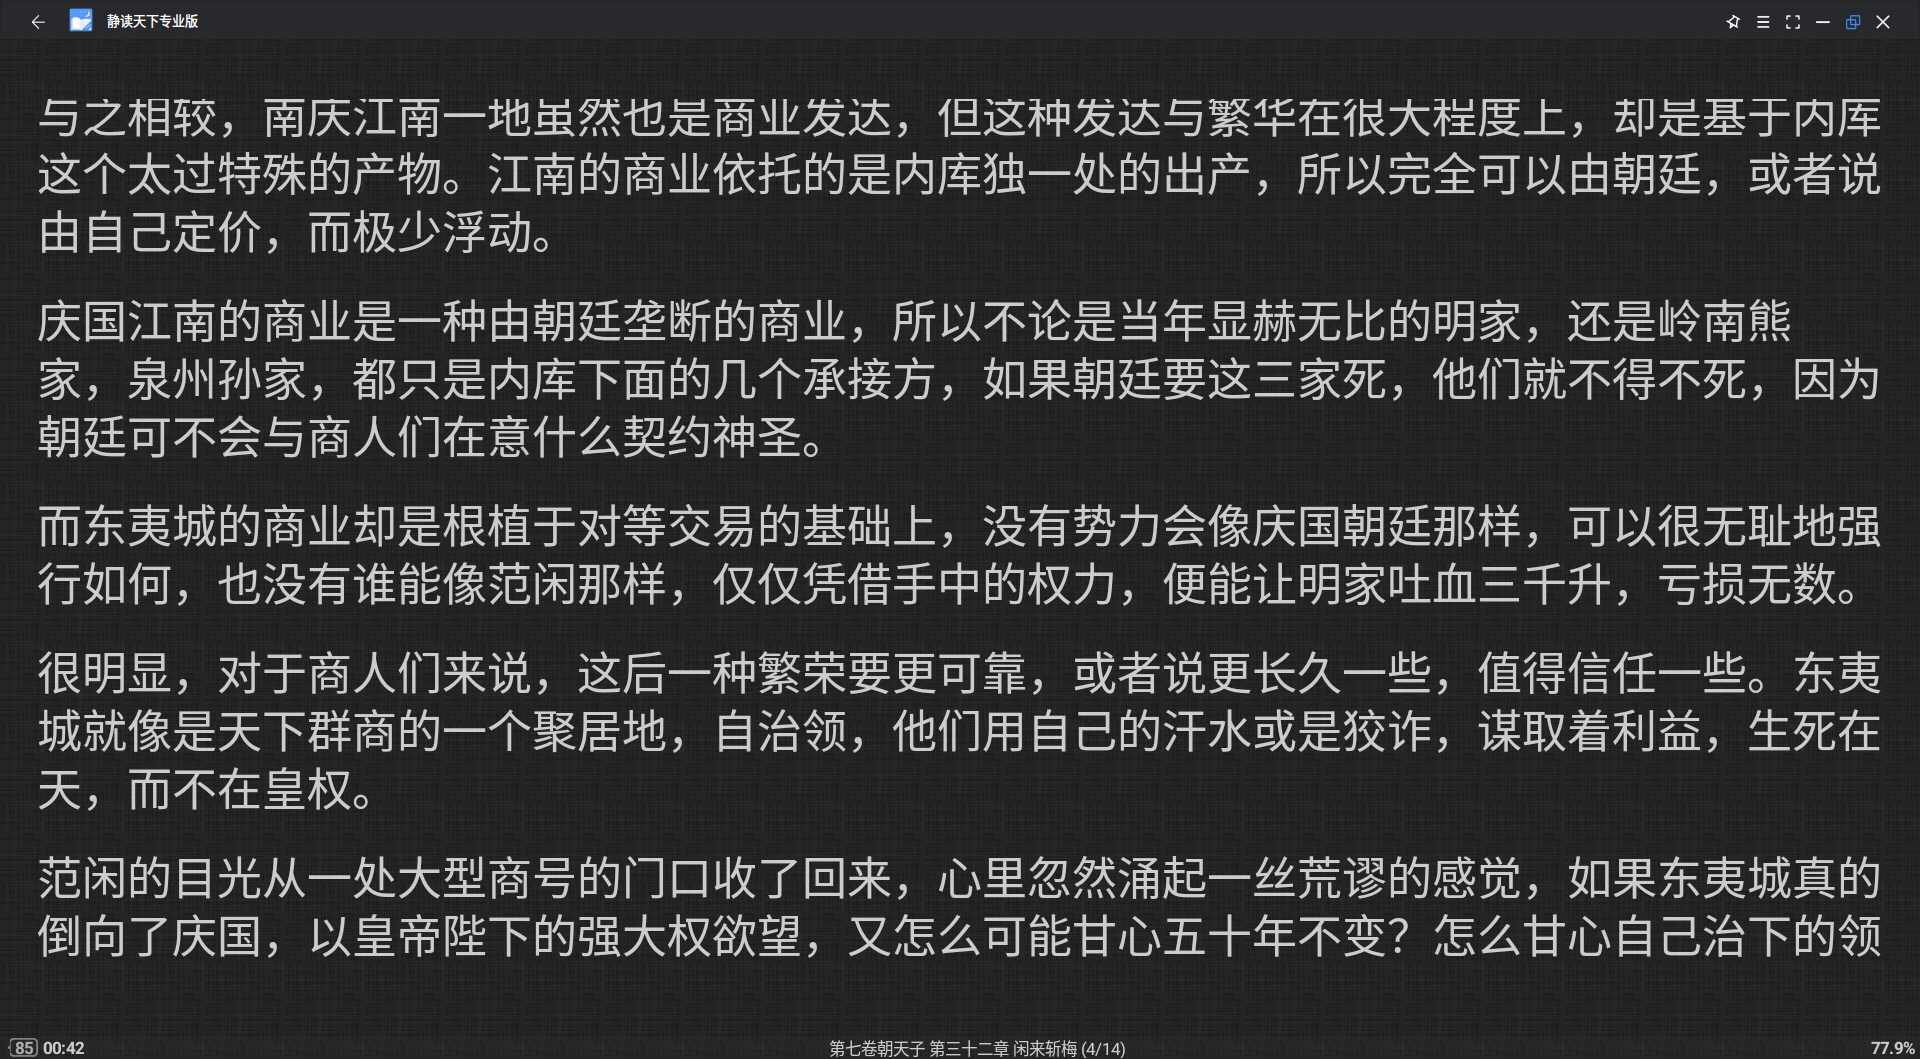 静读天下专业版
与之相较，南庆江南一地虽然也是商业发达，但这种发达与繁华在很大程度上，却是基于内库
这个太过特殊的产物。江南的商业依托的是内库独一处的出产，所以完全可以由朝廷，或者说
由自己定价，而极少浮动。
庆国江南的商业是一种由朝廷垄断的商业，所以不论是当年显赫无比的明家，还是岭南熊
家，泉州孙家，都只是内库下面的几个承接方，如果朝廷要这三家死，他们就不得不死，因为
朝廷可不会与商人们在意什么契约神圣。
而东夷城的商业却是根植于对等交易的基础上，没有势力会像庆国朝廷那样，可以很无耻地强
行如何，也没有谁能像范闲那样，仅仅凭借手中的权力，便能让明家吐血三千升，亏损无数。
很明显，对于商人们来说，这后一种繁荣要更可靠，或者说更长久一些，值得信任一些。东夷
城就像是天下群商的一个聚居地，自治领，他们用自己的汗水或是狡诈，谋取着利益，生死在
天，而不在皇权。
范闲的目光从一处大型商号的门口收了回来，心里忽然涌起一丝荒谬的感觉，如果东夷城真的
倒向了庆国，以皇帝陛下的强大权欲望，又怎么可能甘心五十年不变？怎么甘心自己治下的领
85 00:42
第七卷朝天子 第三十二章 闲来斩梅 (4/14)
77.9%